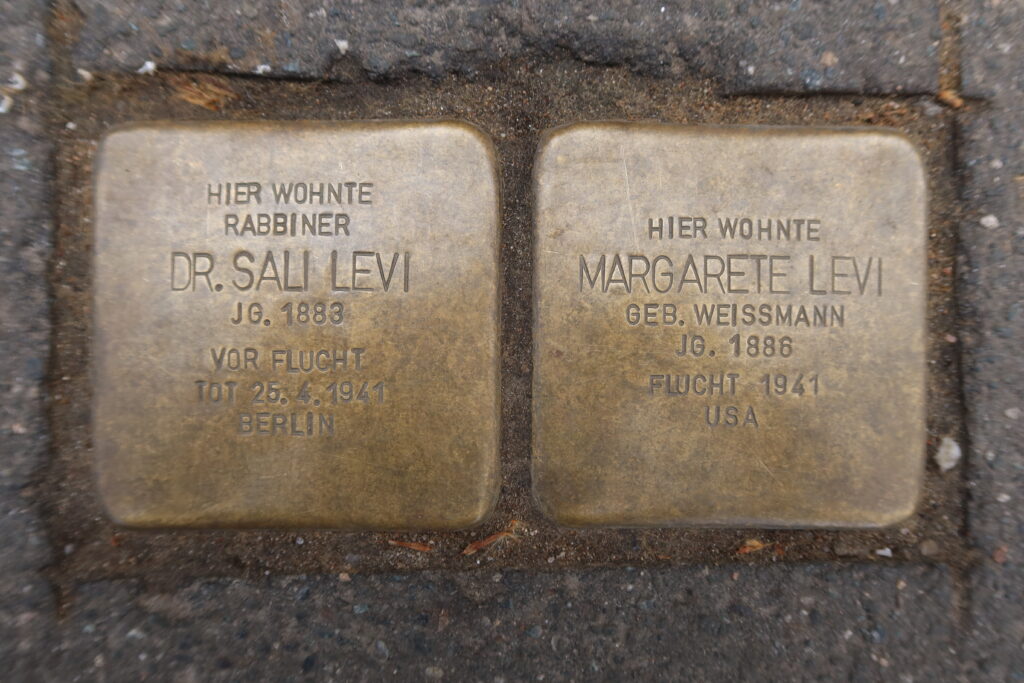 HIER WOHNTE
RABBINER
DR. SALI LEVI
JG. 1883
VOR FLUCHT
TOT 25.4.1941
BERLIN
HIER WOHNTE
MARGARETE LEVI
GEB. WEISSMANN
JG. 1886
FLUCHT 1941
USA